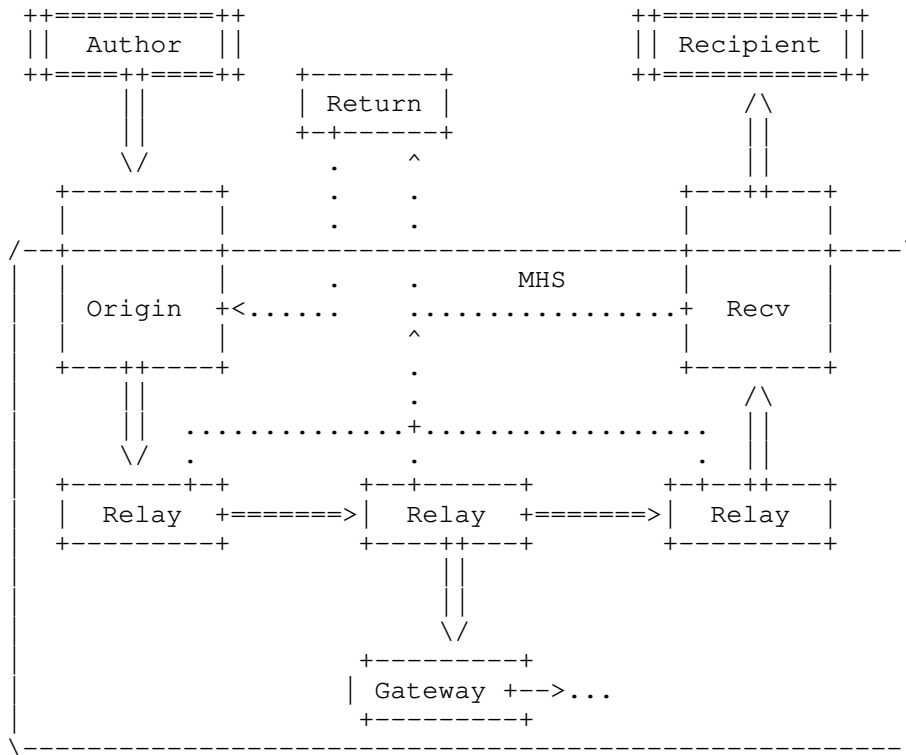 Author
Recipient
Return
MHS
Origin
Recv
Relay Relay Relay
Gateway